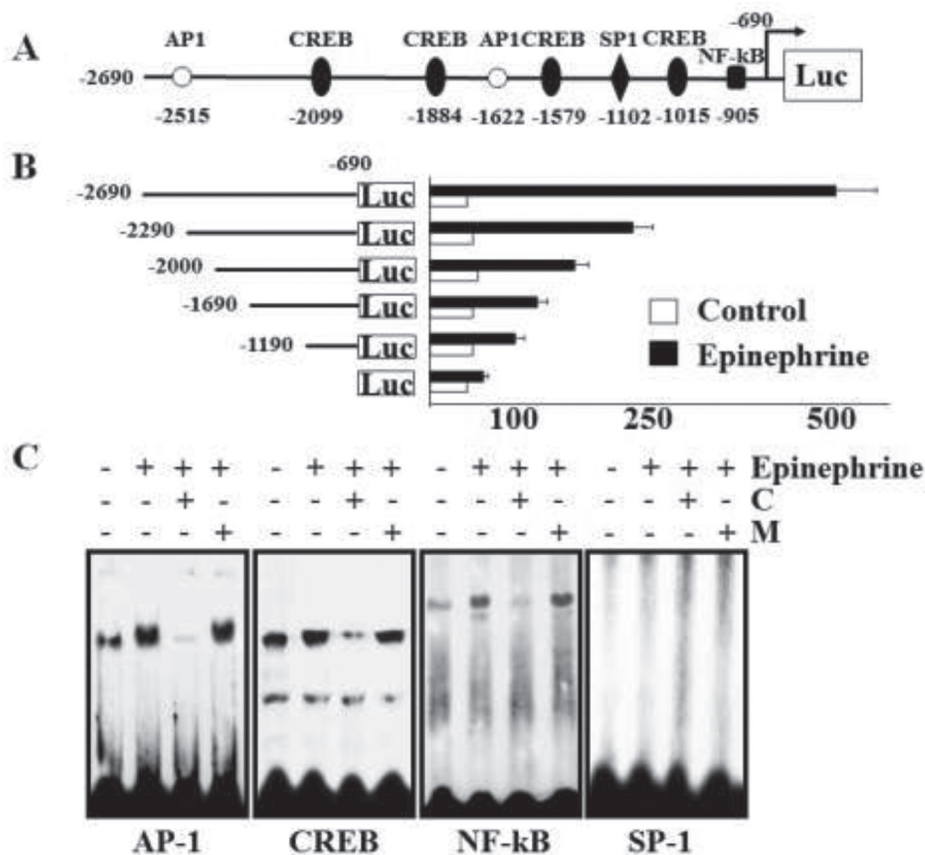 A
-690
AP1 CREB CREB AP1 CREB SP1 CREB NF-kB
-2690 Luc
-2515 -2099 -1884 -1622 -1579 -1102 -1015 -905
B
-690
-2690 Luc
-2290 Luc
-2000 Luc
-1690 Luc
-1190 Luc
Luc
Control
Epinephrine
100 250 500
C
- + + + - + + + - + + + - + + + Epinephrine
- - + - - + - - + - - + C
- - - + - - - + - - - + - - - + M
AP-1 CREB NF-kB SP-1